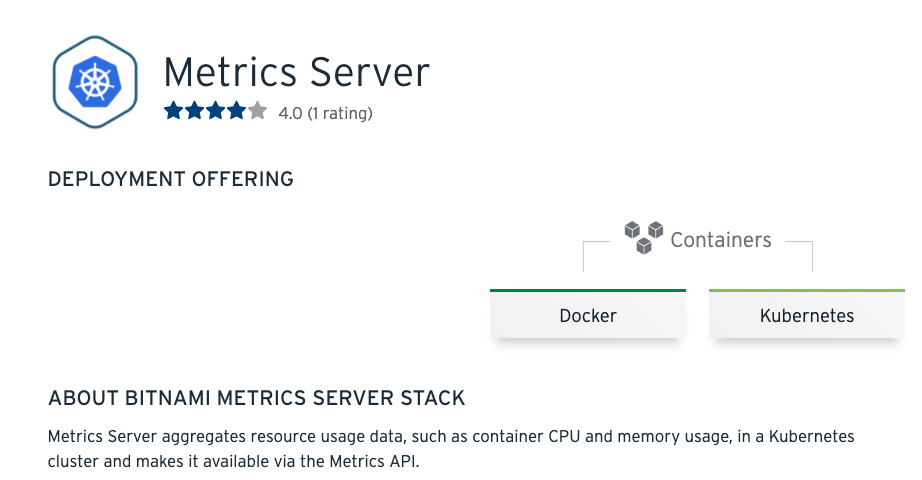 Metrics Server
4.0 (1 rating)
DEPLOYMENT OFFERING
Containers
Docker
Kubernetes
ABOUT BITNAMI METRICS SERVER STACK
Metrics Server aggregates resource usage data, such as container CPU and memory usage, in a Kubernetes
cluster and makes it available via the Metrics API.